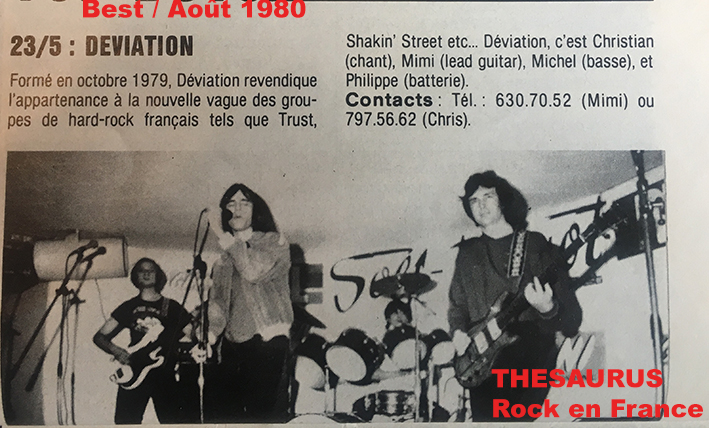 Best / Août 1980
23/5 : DEVIATION
Formé en octobre 1979, Déviation revendique
l'appartenance à la nouvelle vague des grou-
pes de hard-rock français tels que Trust,
Shakin' Street etc... Déviation, c'est Christian
(chant), Mimi (lead guitar), Michel (basse), et
Philippe (batterie).
Contacts : Tél. : 630.70.52 (Mimi) ou
797.56.62 (Chris).
THESAURUS
Rock en France